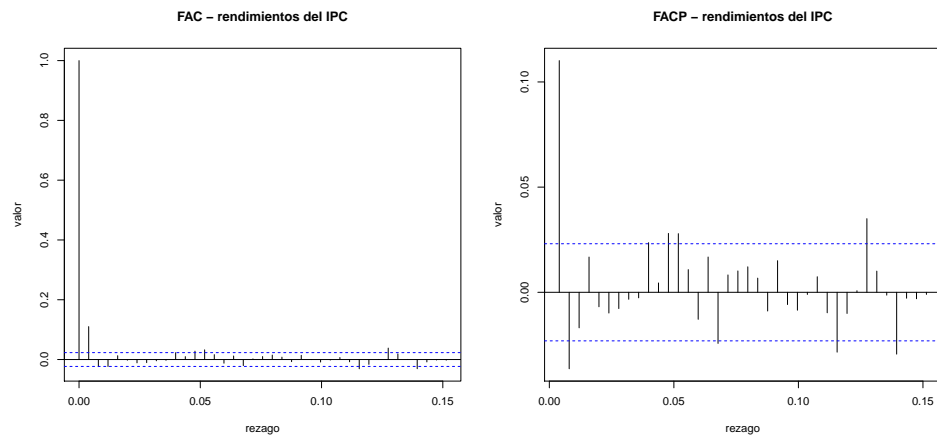 FAC – rendimientos del IPC
valor
1.0
0.8
0.6
0.4
0.2
0.0
0.00 0.05 0.10 0.15
rezago
FACP – rendimientos del IPC
valor
0.10
0.05
0.00
0.00 0.05 0.10 0.15
rezago